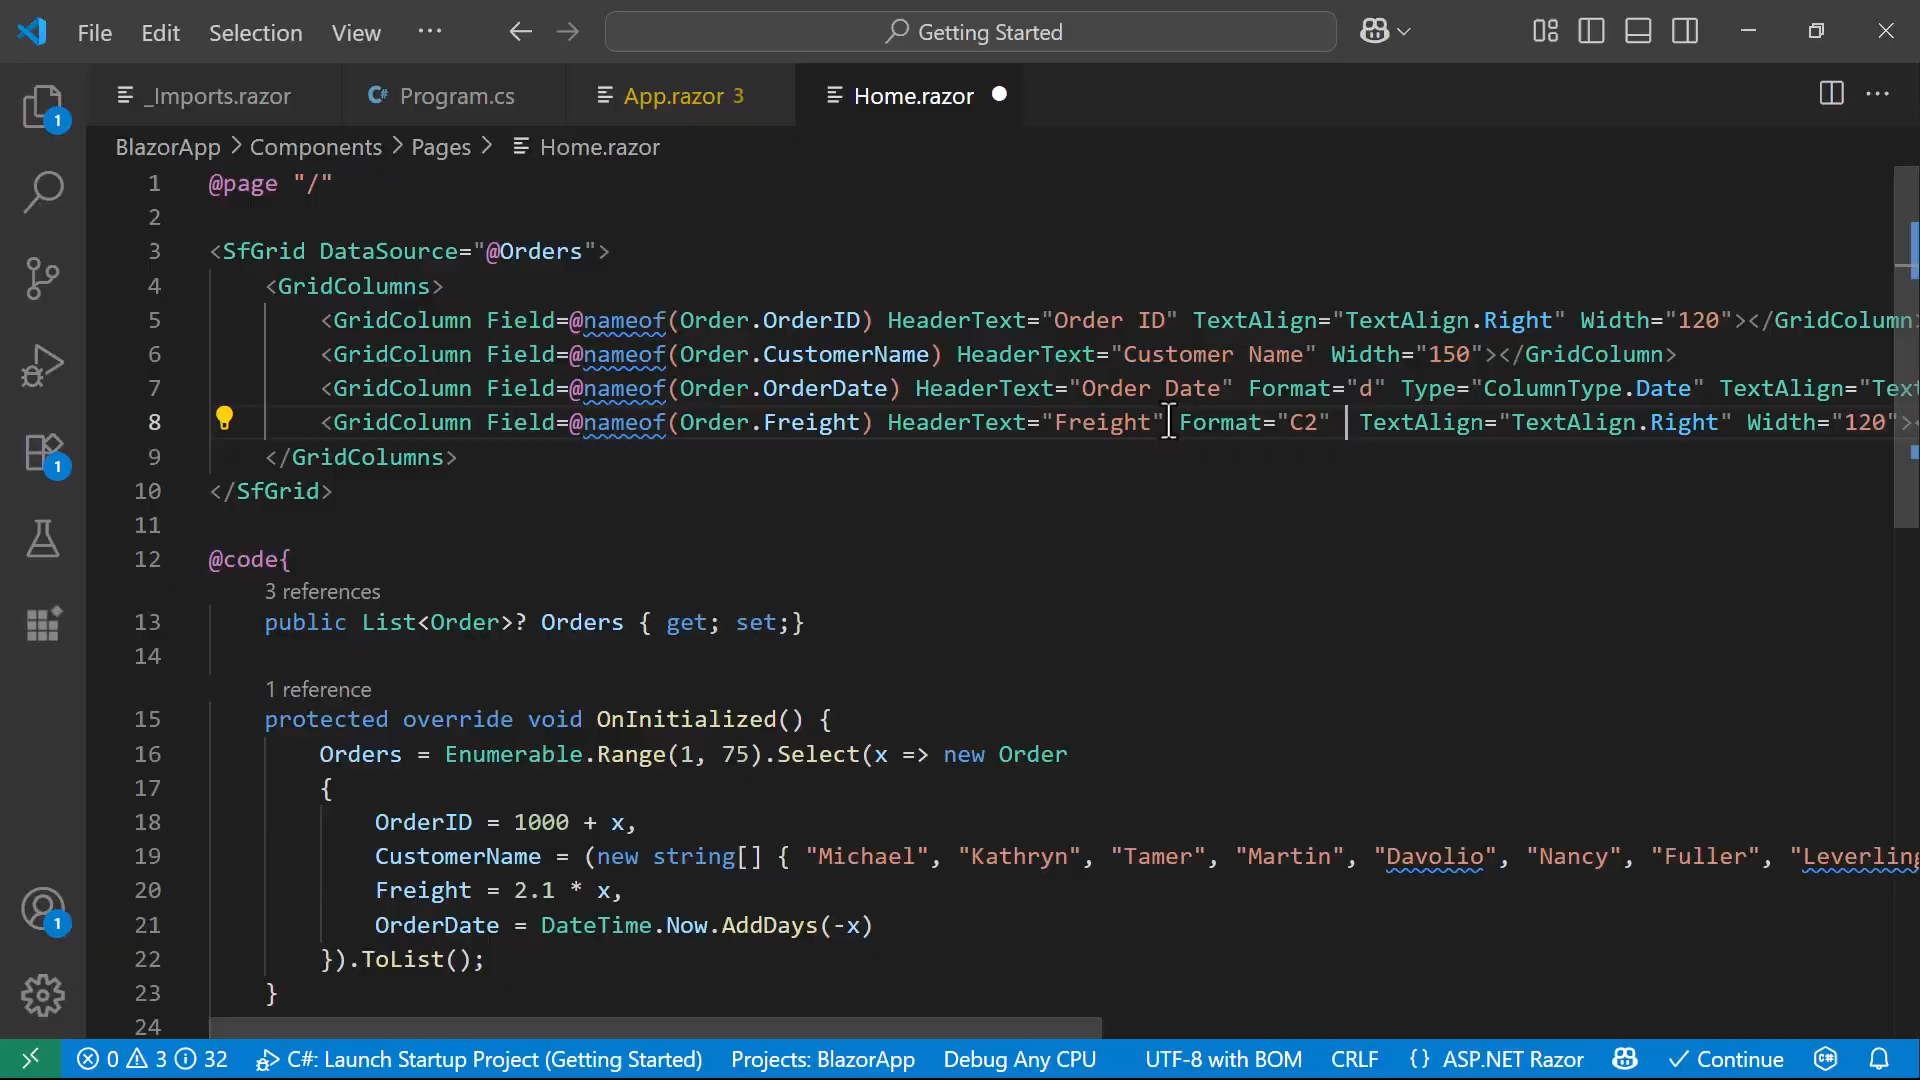 File Edit Selection View ··· Getting Started
_Imports.razor Program.cs App.razor 3 Home.razor
BlazorApp > Components > Pages > Home.razor
1 @page "/"
2
3 <SfGrid DataSource="@Orders">
4 <GridColumns>
5 <GridColumn Field=@nameof(Order.OrderID) HeaderText="Order ID" TextAlign="TextAlign.Right" Width="120"></GridColumn>
6 <GridColumn Field=@nameof(Order.CustomerName) HeaderText="Customer Name" Width="150"></GridColumn>
7 <GridColumn Field=@nameof(Order.OrderDate) HeaderText="Order Date" Format="d" Type="ColumnType.Date" TextAlign="Tex
8 <GridColumn Field=@nameof(Order.Freight) HeaderText="Freight" Format="C2" TextAlign="TextAlign.Right" Width="120"><
9 </GridColumns>
10 </SfGrid>
11
12 @code{
3 references
13 public List<Order>? Orders { get; set;}
14
1 reference
15 protected override void OnInitialized() {
16 Orders = Enumerable.Range(1, 75).Select(x => new Order
17 {
18 OrderID = 1000 + x,
19 CustomerName = (new string[] { "Michael", "Kathryn", "Tamer", "Martin", "Davolio", "Nancy", "Fuller", "Leverling
20 Freight = 2.1 * x,
21 OrderDate = DateTime.Now.AddDays(-x)
22 }).ToList();
23 }
24
1
1
1
0 3 32 C#: Launch Startup Project (Getting Started) Projects: BlazorApp Debug Any CPU UTF-8 with BOM CRLF {} ASP.NET Razor Continue